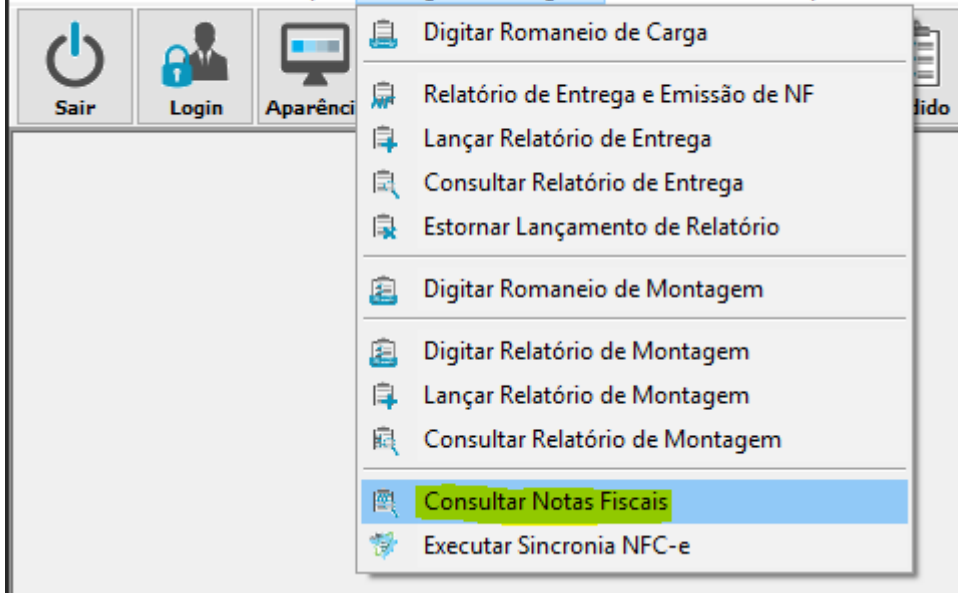 Digitar Romaneio de Carga
Sair
Login
Aparênci
dido
Relatório de Entrega e Emissão de NF
Lançar Relatório de Entrega
Consultar Relatório de Entrega
Estornar Lançamento de Relatório
Digitar Romaneio de Montagem
Digitar Relatório de Montagem
Lançar Relatório de Montagem
Consultar Relatório de Montagem
Consultar Notas Fiscais
Executar Sincronia NFC-e